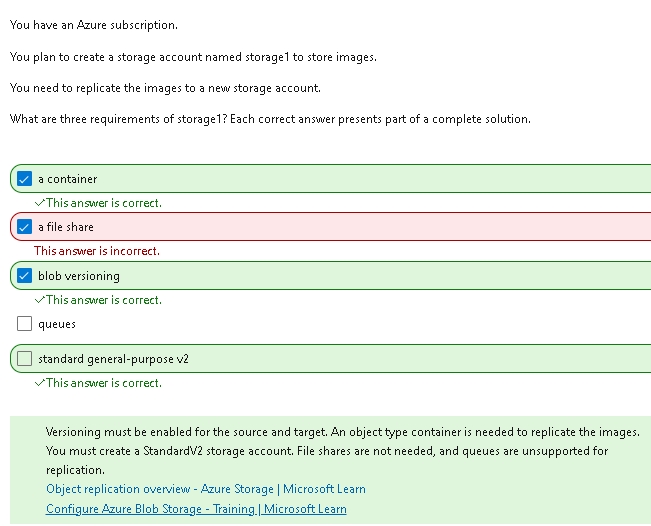 You have an Azure subscription.
You plan to create a storage account named storage1 to store images.
You need to replicate the images to a new storage account.
What are three requirements of storage1? Each correct answer presents part of a complete solution.
a container
✓This answer is correct.
a file share
This answer is incorrect.
blob versioning
✓This answer is correct.
queues
standard general-purpose v2
✓This answer is correct.
Versioning must be enabled for the source and target. An object type container is needed to replicate the images.
You must create a StandardV2 storage account. File shares are not needed, and queues are unsupported for
replication.
Object replication overview - Azure Storage | Microsoft Learn
Configure Azure Blob Storage - Training | Microsoft Learn